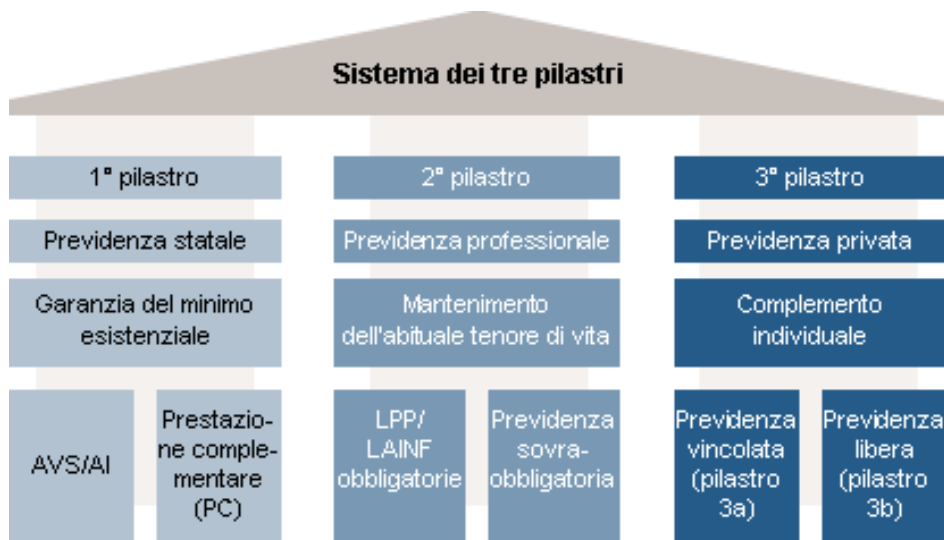 Sistema dei tre pilastri
1° pilastro
2° pilastro
3° pilastro
Previdenza statale
Previdenza professionale
Previdenza privata
Garanzia del minimo
esistenziale
Mantenimento
dell'abituale tenore di vita
Complemento
individuale
AVS/AI
Prestazio-
ne comple-
mentare
(PC)
LPP/
LAINF
obbligatorie
Previdenza
sovra-
obbligatoria
Previdenza
vincolata
(pilastro
3a)
Previdenza
libera
(pilastro
3b)